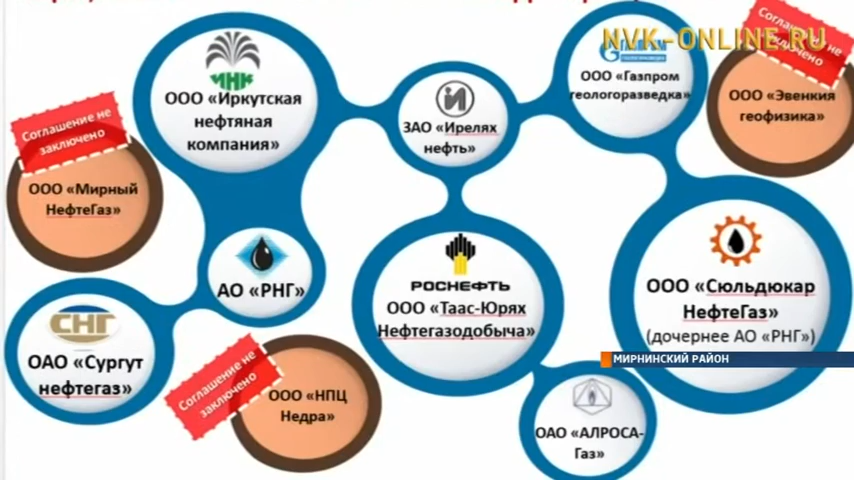 NVK-ONLINE.RU
ИНК
ООО «Иркутская
нефтяная
компания»
ЗАО «Ирелях
нефть»
ООО «Газпром
геологоразведка»
Соглашение не
заключено
ООО «Эвенкия
геофизика»
Соглашение не
заключено
ООО «Мирный
НефтеГаз»
АО «РНГ»
РОСНЕФТЬ
ООО «Таас-Юрях
Нефтегазодобыча»
ООО «Сюльдюкар
НефтеГаз»
(дочернее АО «РНГ»)
МИРНИНСКИЙ РАЙОН
СНГ
ОАО «Сургут
нефтегаз»
Соглашение не
заключено
ООО «НПЦ
Недра»
ОАО «АЛРОСА-
Газ»